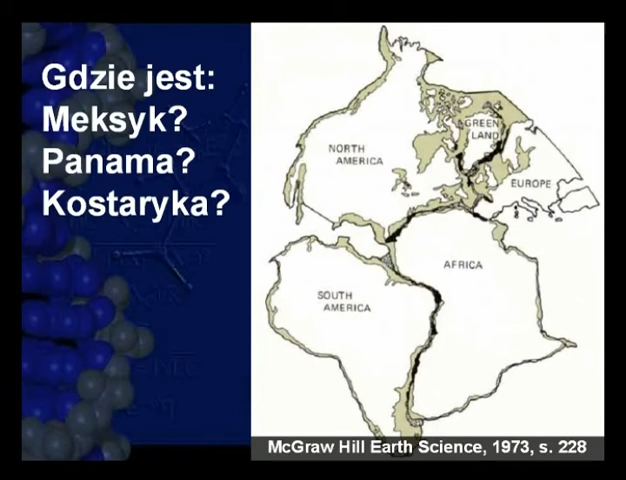 Gdzie jest:
Meksyk?
Panama?
Kostaryka?
GREEN
LAND
NORTH
AMERICA
EUROPE
AFRICA
SOUTH
AMERICA
McGraw Hill Earth Science, 1973, s. 228